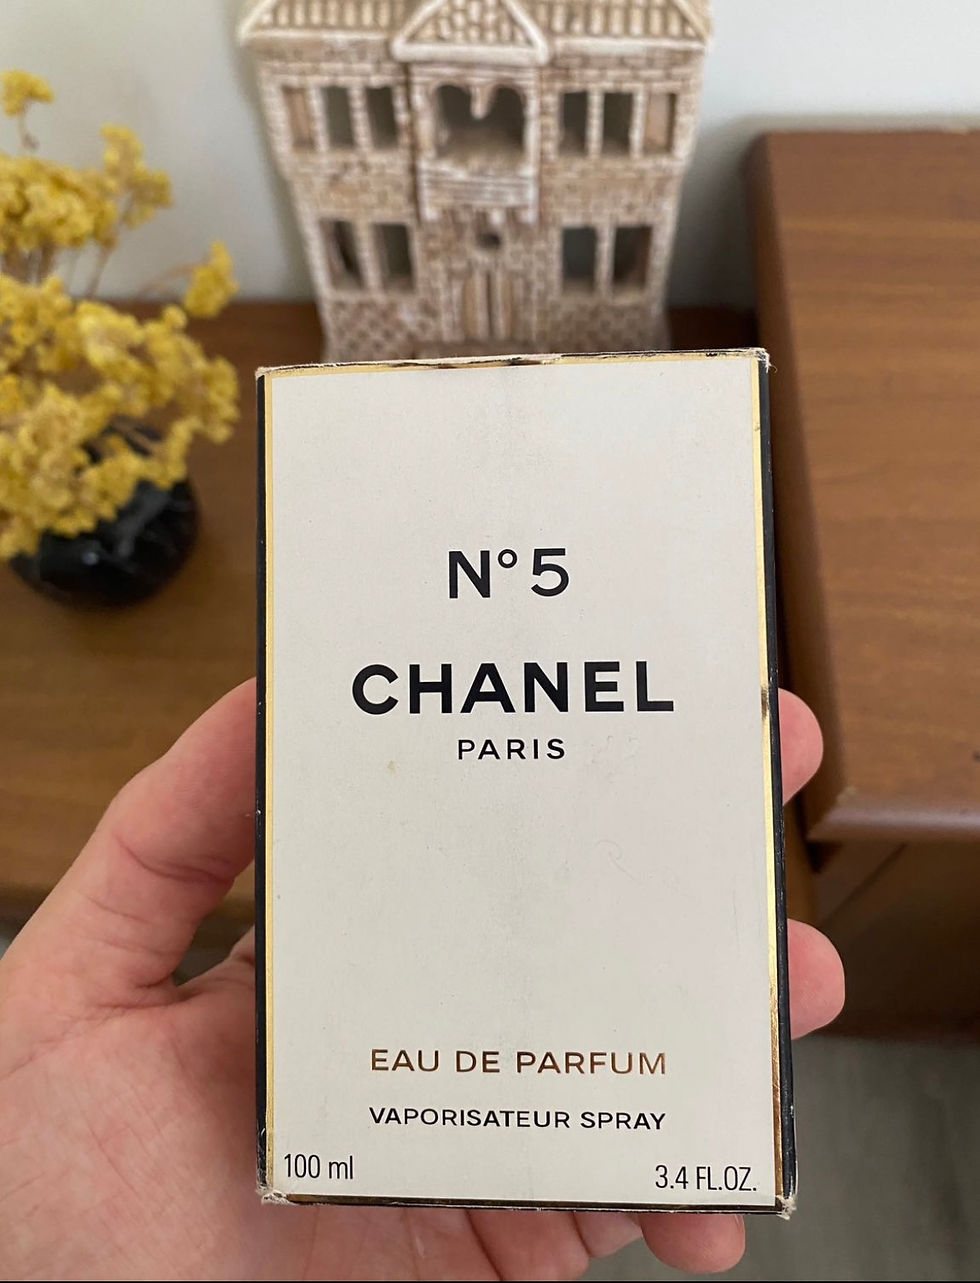 N°5
CHANEL
PARIS
EAU DE PARFUM
VAPORISATEUR SPRAY
100 ml 3.4 FL.OZ.